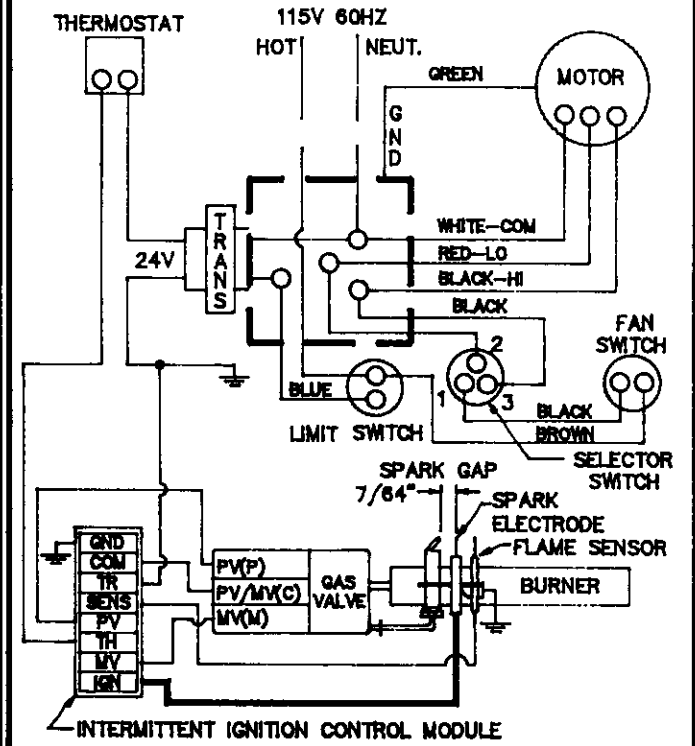 115V 60HZ
THERMOSTAT
HOT
NEUT.
GREEN
MOTOR
GND
TRANS
24V
WHITE-COM
RED-LO
BLACK-HI
BLACK
FAN
SWITCH
2
1
3
BLUE
LIMIT SWITCH
BLACK
BROWN
SELECTOR
SWITCH
SPARK GAP
7/64"
SPARK
ELECTRODE
FLAME SENSOR
GND
COM
TR
SENS
PV
TH
MV
IGN
PV(P)
PV/MV(C)
MV(M)
GAS
VALVE
BURNER
INTERMITTENT IGNITION CONTROL MODULE